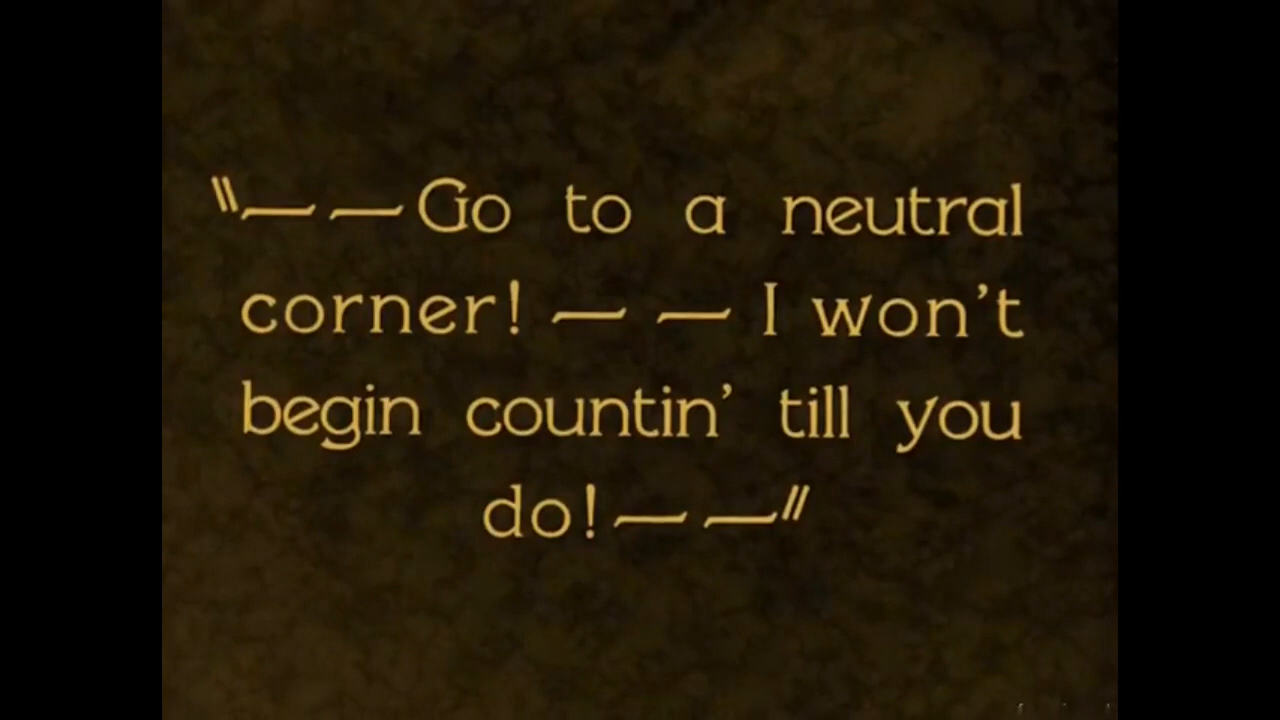 "— —Go to a neutral
corner! — — I won't
begin countin' till you
do!— —"